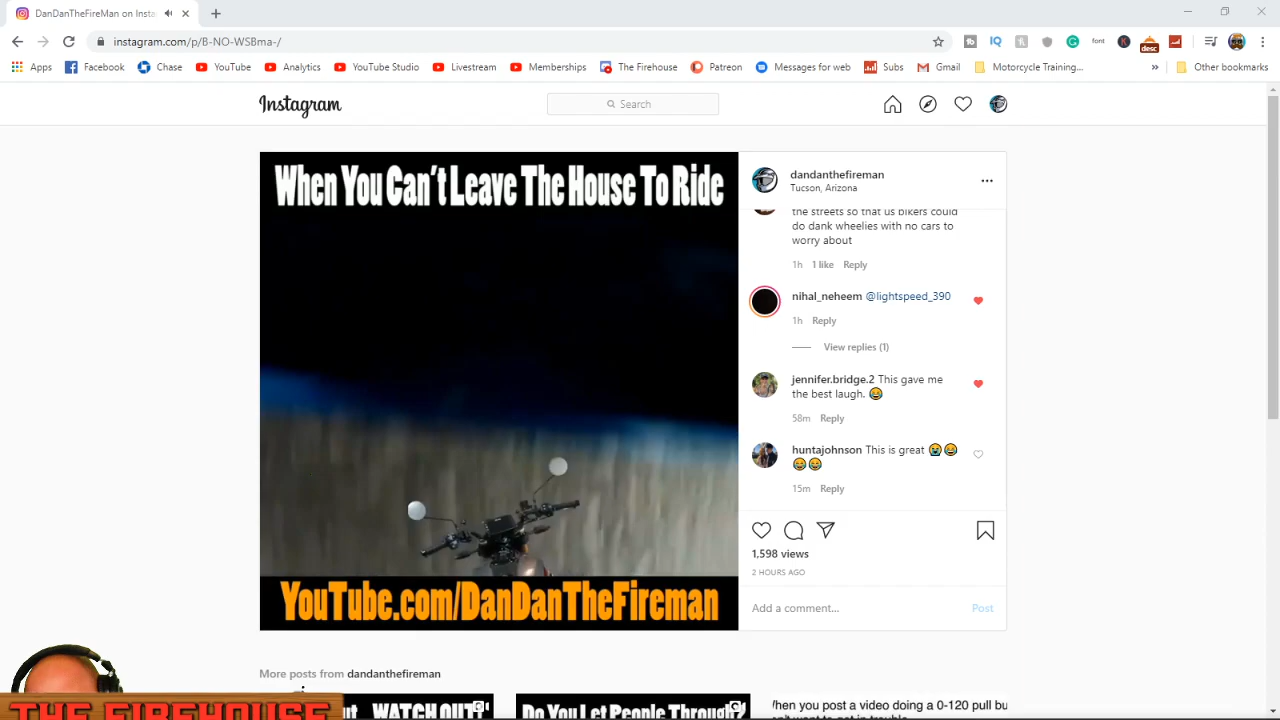 DanDanTheFireMan on Insta
instagram.com/p/B-NO-WSBma-/
Apps Facebook Chase YouTube Analytics YouTube Studio Livestream Memberships The Firehouse Patreon Messages for web Subs Gmail Motorcycle Training... » Other bookmarks
font
desc
Instagram
Search
When You Can't Leave The House To Ride
YouTube.com/DanDanTheFireman
dandanthefireman
Tucson, Arizona
the streets so that us bikers could
do dank wheelies with no cars to
worry about
1h 1 like Reply
nihal_neheem @lightspeed_390
1h Reply
View replies (1)
jennifer.bridge.2 This gave me
the best laugh. 😂
58m Reply
huntajohnson This is great 😭😂
😂😅
15m Reply
1,598 views
2 HOURS AGO
Add a comment... Post
More posts from dandanthefireman
WATCH OUT!
Do You Let People Through?
When you post a video doing a 0-120 pull bu
THE FIREHOUSE